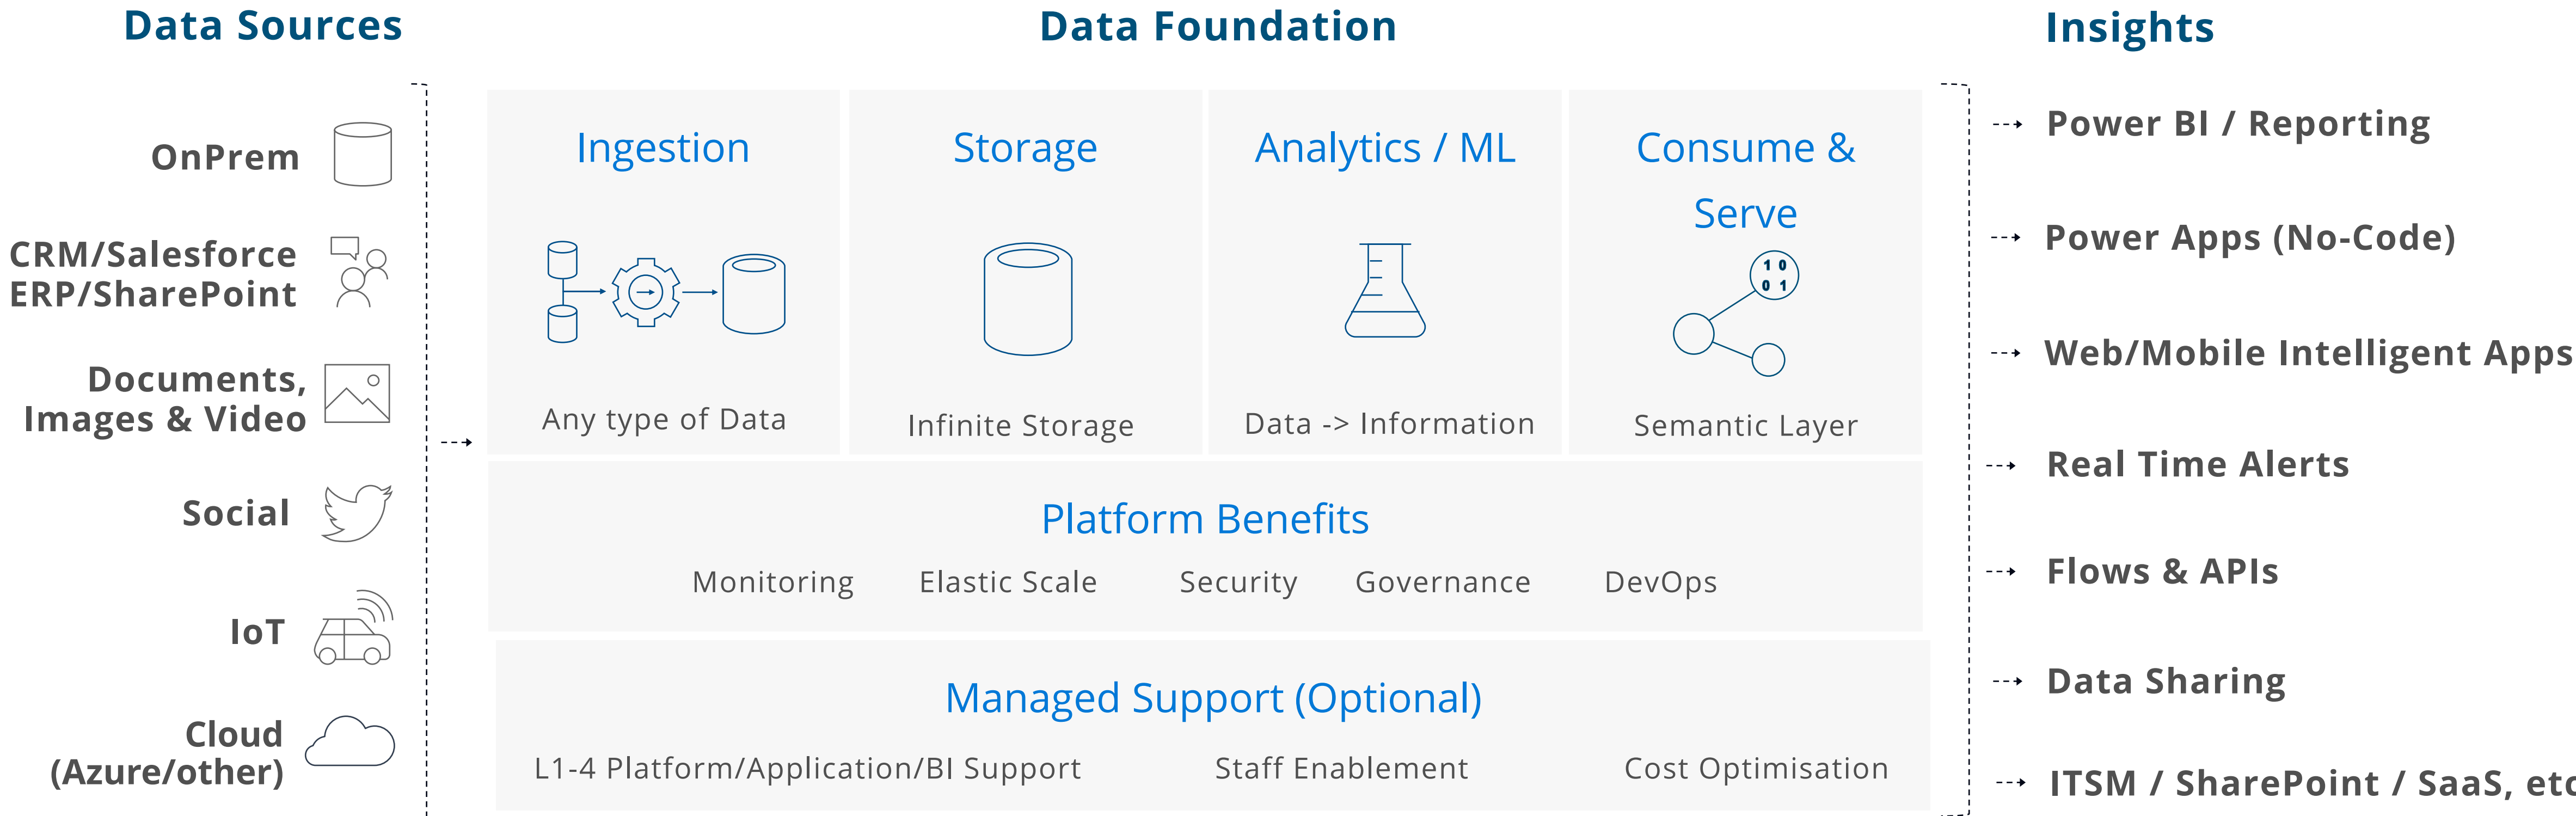 Data Sources
Data Foundation
Insights
OnPrem
CRM/Salesforce
ERP/SharePoint
Documents,
Images & Video
Social
IoT
Cloud
(Azure/other)
Ingestion
Any type of Data
Storage
Infinite Storage
Analytics / ML
Data -> Information
Consume &
Serve
1 0
0 1
Semantic Layer
Platform Benefits
Monitoring Elastic Scale Security Governance DevOps
Managed Support (Optional)
L1-4 Platform/Application/BI Support Staff Enablement Cost Optimisation
Power BI / Reporting
Power Apps (No-Code)
Web/Mobile Intelligent Apps
Real Time Alerts
Flows & APIs
Data Sharing
ITSM / SharePoint / SaaS, etc